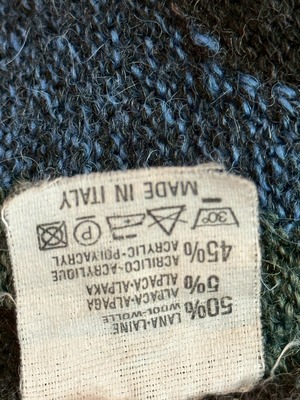 50% LANA-LAINE
WOOL-WOLLE
5% ALPACA-ALPAGA
ALPACA-ALPAKA
45% ACRILICO-ACRYLIQUE
ACRYLIC-POLYACRYL
30° P
MADE IN ITALY